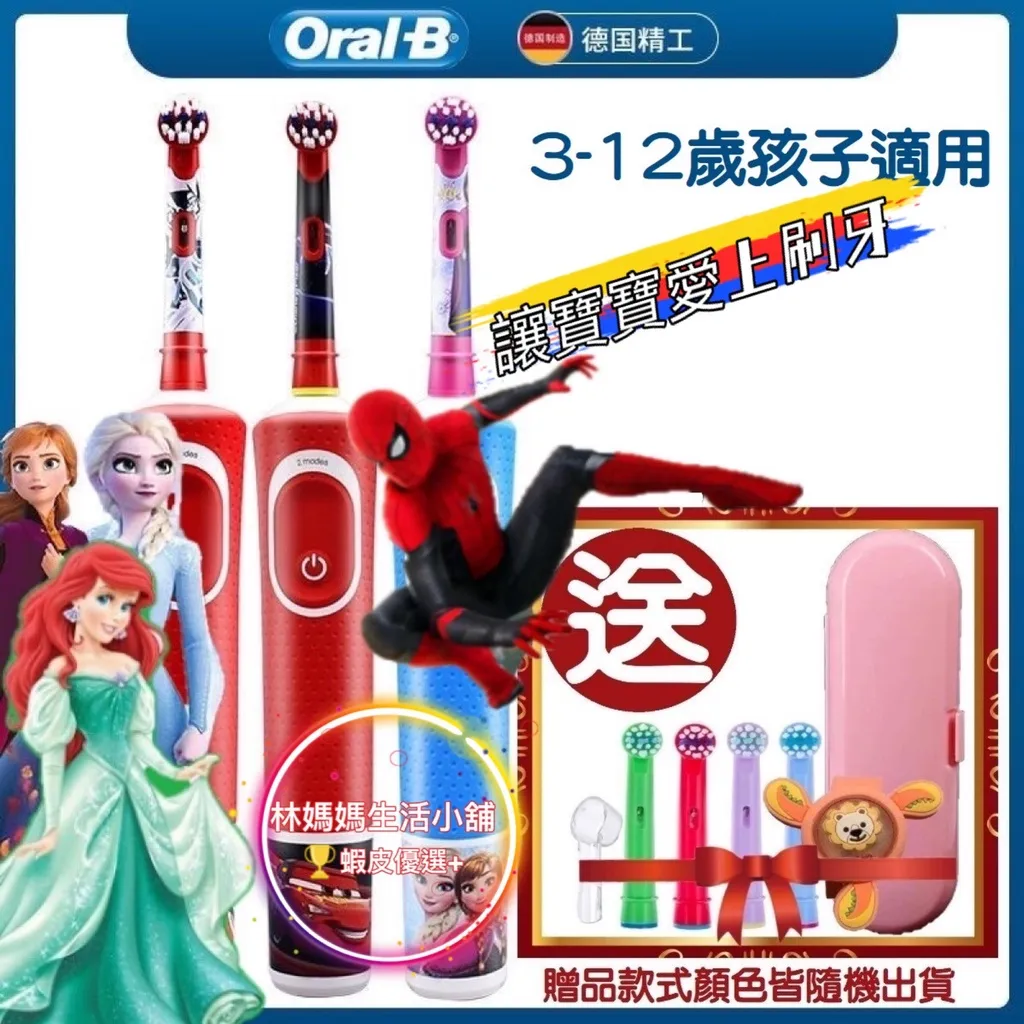 Oral-B®
德国制造
德国精工
3-12歲孩子適用
讓寶寶愛上刷牙
2 modes
送
林媽媽生活小舖
🏆蝦皮優選+
贈品款式顏色皆隨機出貨